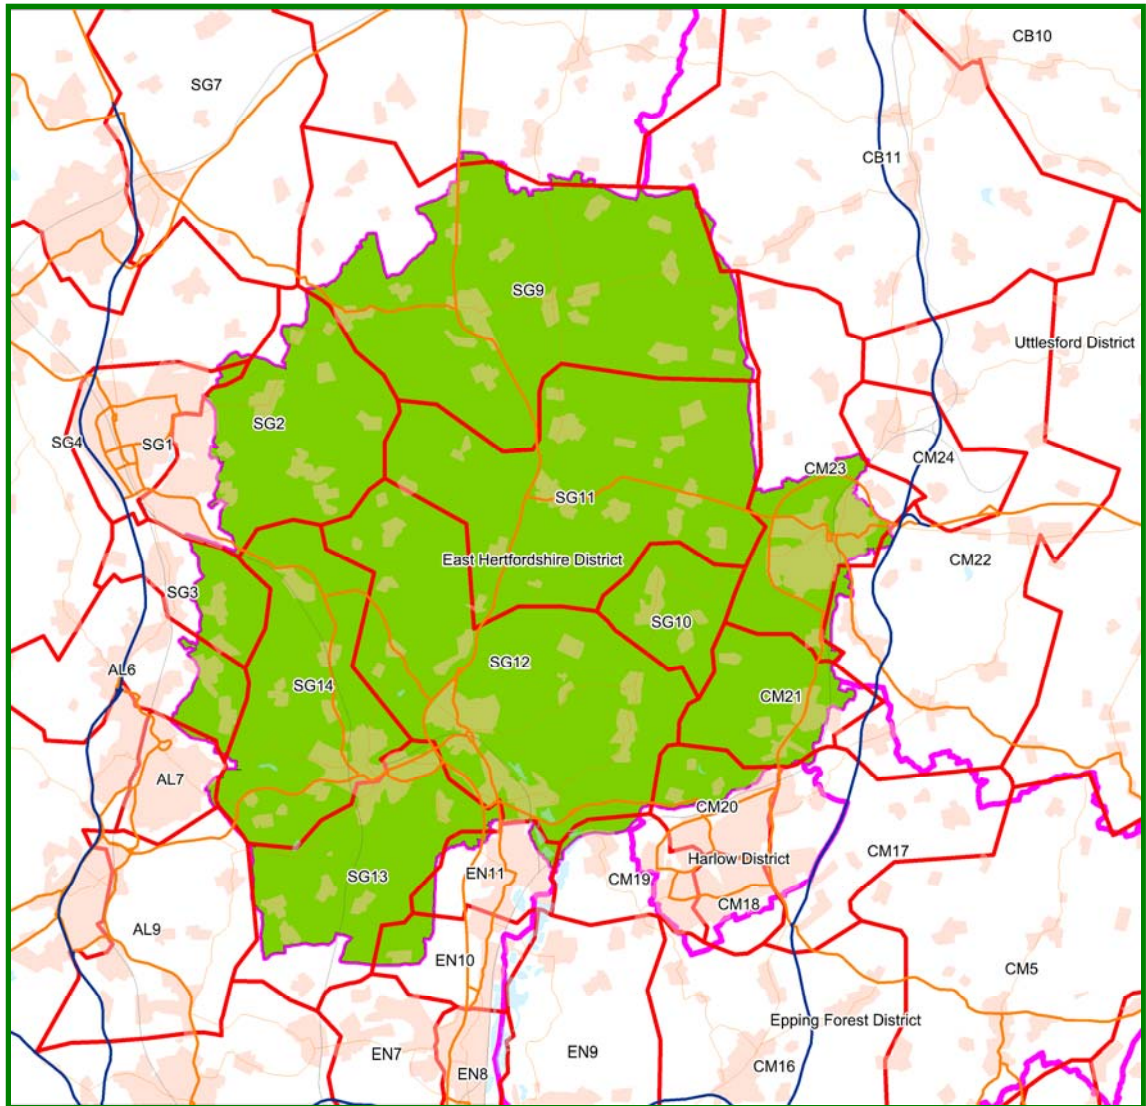 CB10
SG7
CB11
SG9
Uttlesford District
SG2
SG4
SG1
CM24
CM23
SG11
East Hertfordshire District
CM22
SG3
SG10
SG12
AL6
SG14
CM21
AL7
CM20
CM17
Harlow District
EN11
SG13
CM19
CM18
AL9
EN10
CM5
Epping Forest District
EN7
EN9
CM16
EN8